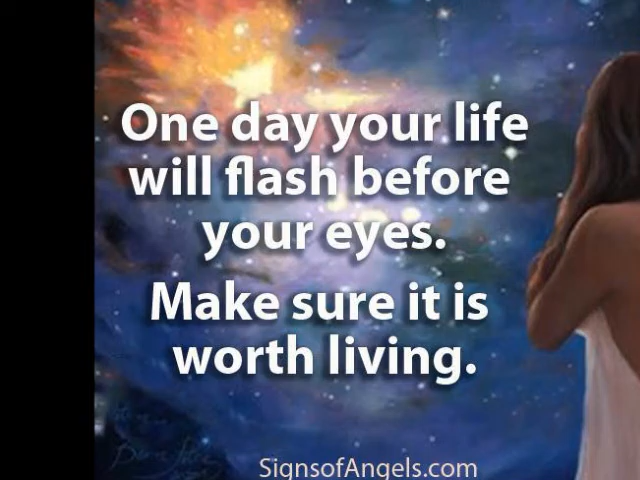 One day your life
will flash before
your eyes.
Make sure it is
worth living.
SignsofAngels.com